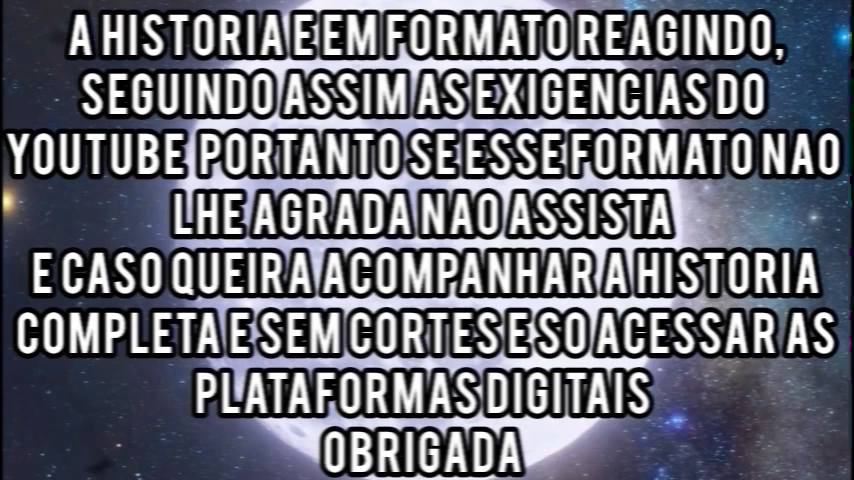 A HISTORIA E EM FORMATO REAGINDO,
SEGUINDO ASSIM AS EXIGENCIAS DO
YOUTUBE PORTANTO SE ESSE FORMATO NAO
LHE AGRADA NAO ASSISTA
E CASO QUEIRA ACOMPANHAR A HISTORIA
COMPLETA E SEM CORTES E SO ACESSAR AS
PLATAFORMAS DIGITAIS
OBRIGADA